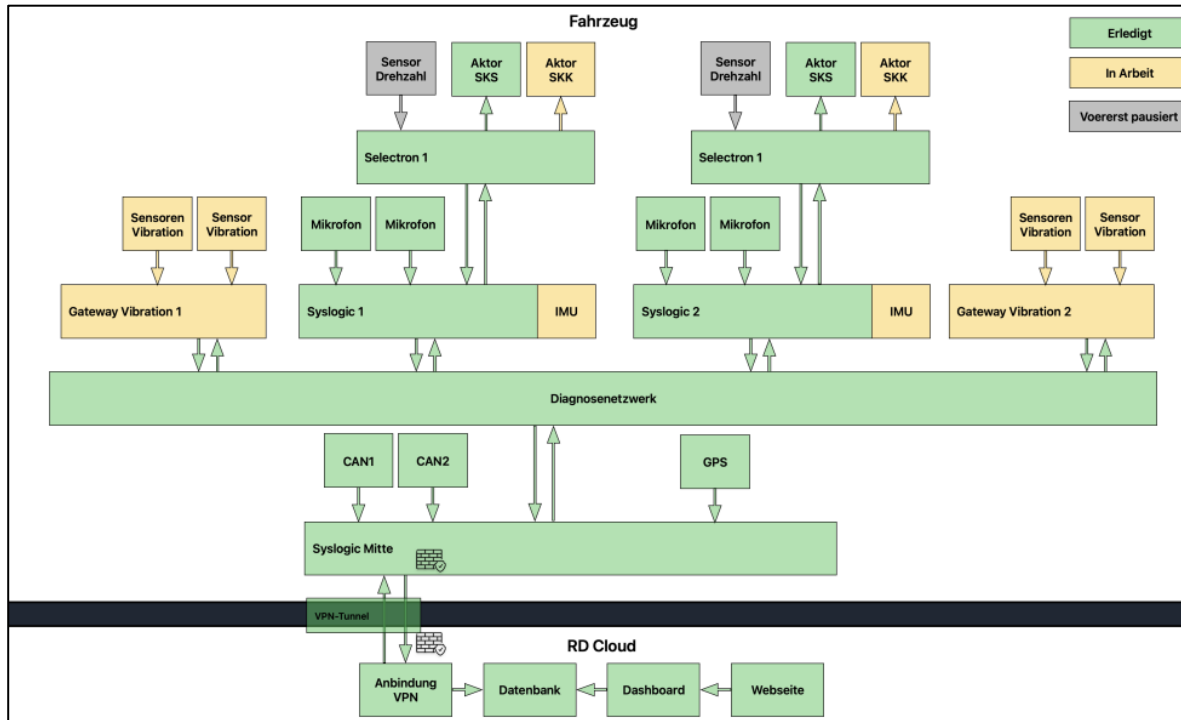 Fahrzeug
Erledigt
In Arbeit
Voererst pausiert
Sensor
Drehzahl
Aktor
SKS
Aktor
SKK
Sensor
Drehzahl
Aktor
SKS
Aktor
SKK
Selectron 1
Selectron 1
Sensoren
Vibration
Sensor
Vibration
Mikrofon
Mikrofon
Mikrofon
Mikrofon
Sensoren
Vibration
Sensor
Vibration
Gateway Vibration 1
Syslogic 1
IMU
Syslogic 2
IMU
Gateway Vibration 2
Diagnosenetzwerk
CAN1
CAN2
GPS
Syslogic Mitte
VPN-Tunnel
RD Cloud
Anbindung
VPN
Datenbank
Dashboard
Webseite